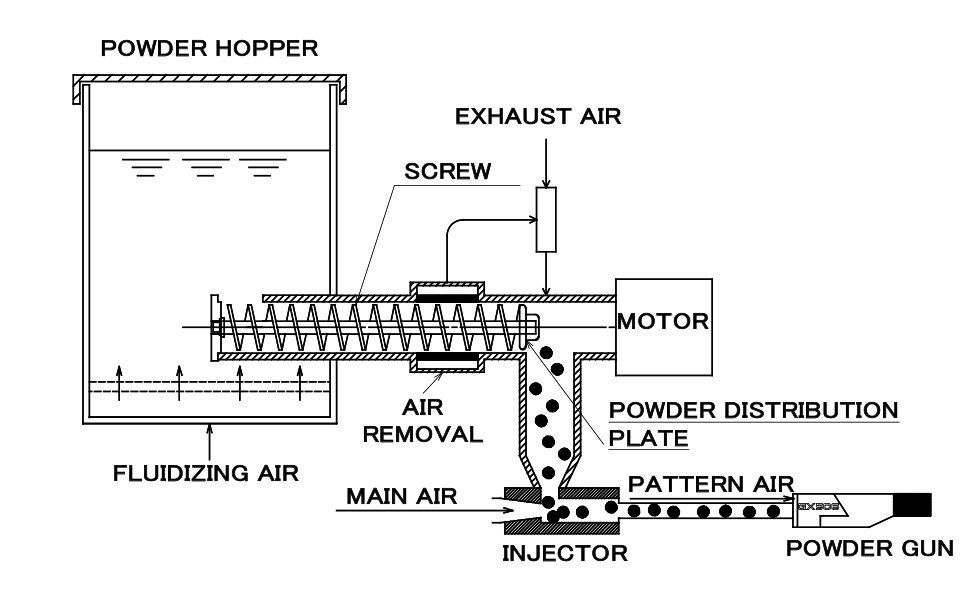 POWDER HOPPER
EXHAUST AIR
SCREW
MOTOR
AIR
REMOVAL
POWDER DISTRIBUTION
PLATE
FLUIDIZING AIR
MAIN AIR
PATTERN AIR
INJECTOR
POWDER GUN